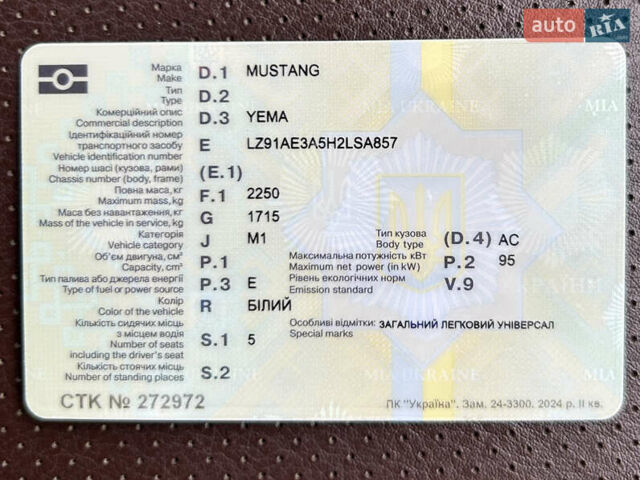 auto RIA
Марка D.1 MUSTANG
Make
Тип D.2
Type
Комерційний опис D.3 YEMA
Commercial description
Ідентифікаційний номер
транспортного засобу E LZ91AE3A5H2LSA857
Vehicle identification number
Номер шасі (кузова, рами) (E.1)
Chassis number (body, frame)
Повна маса, кг F.1 2250
Maximum mass, kg
Маса без навантаження, кг G 1715
Mass of the vehicle in service, kg
Категорія J M1 Тип кузова (D.4) AC
Vehicle category Body type
Об'єм двигуна, см³ P.1 Максимальна потужність кВт P.2 95
Capacity, cm³ Maximum net power (in kW)
Тип палива або джерела енергії P.3 E Рівень екологічних норм V.9
Type of fuel or power source Emission standard
Колір R БІЛИЙ
Color of the vehicle
Кількість сидячих місць Особливі відмітки: ЗАГАЛЬНИЙ ЛЕГКОВИЙ УНІВЕРСАЛ
з місцем водія S.1 5 Special marks
Number of seats
including the driver's seat
Кількість стоячих місць S.2
Number of standing places
СТК № 272972 ПК "Україна". Зам. 24-3300. 2024 р. ІІ кв.